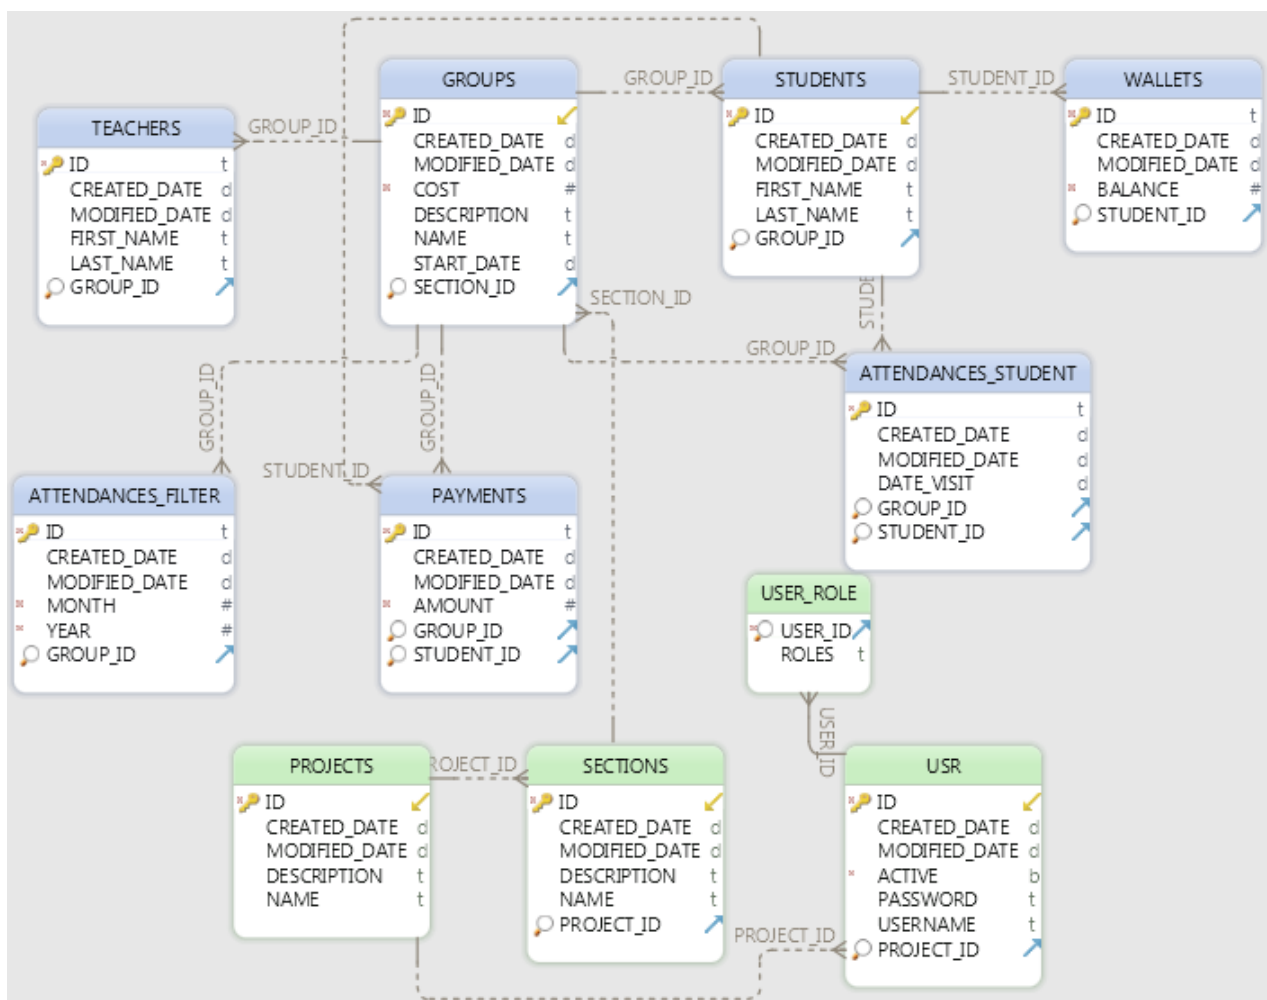 GROUPS
GROUP_ID
STUDENTS
STUDENT_ID
WALLETS
TEACHERS
GROUP_ID
ID
CREATED_DATE d
MODIFIED_DATE d
COST #
DESCRIPTION t
NAME t
START_DATE d
SECTION_ID
ID
CREATED_DATE d
MODIFIED_DATE d
FIRST_NAME t
LAST_NAME t
GROUP_ID
ID t
CREATED_DATE d
MODIFIED_DATE d
BALANCE #
STUDENT_ID
ID t
CREATED_DATE d
MODIFIED_DATE d
FIRST_NAME t
LAST_NAME t
GROUP_ID
SECTION_ID
STUDE
GROUP_ID
GROUP_ID
GROUP_ID
ATTENDANCES_STUDENT
ID t
CREATED_DATE d
MODIFIED_DATE d
DATE_VISIT d
GROUP_ID
STUDENT_ID
STUDENT_ID
ATTENDANCES_FILTER
ID t
CREATED_DATE d
MODIFIED_DATE d
MONTH #
YEAR #
GROUP_ID
PAYMENTS
ID t
CREATED_DATE d
MODIFIED_DATE d
AMOUNT #
GROUP_ID
STUDENT_ID
USER_ROLE
USER_ID
ROLES t
USER_ID
PROJECTS
ID
CREATED_DATE d
MODIFIED_DATE d
DESCRIPTION t
NAME t
ROJECT_ID
SECTIONS
ID
CREATED_DATE d
MODIFIED_DATE d
DESCRIPTION t
NAME t
PROJECT_ID
PROJECT_ID
USR
ID
CREATED_DATE d
MODIFIED_DATE d
ACTIVE b
PASSWORD t
USERNAME t
PROJECT_ID